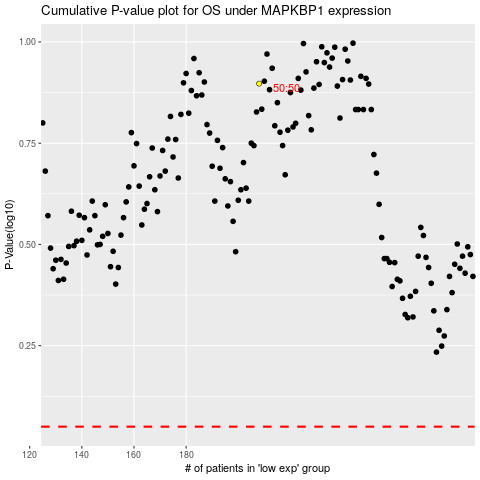 Cumulative P-value plot for OS under MAPKBP1 expression
1.00
50:50
0.75
P-Value(log10)
0.50
0.25
120 140 160 180
# of patients in 'low exp' group